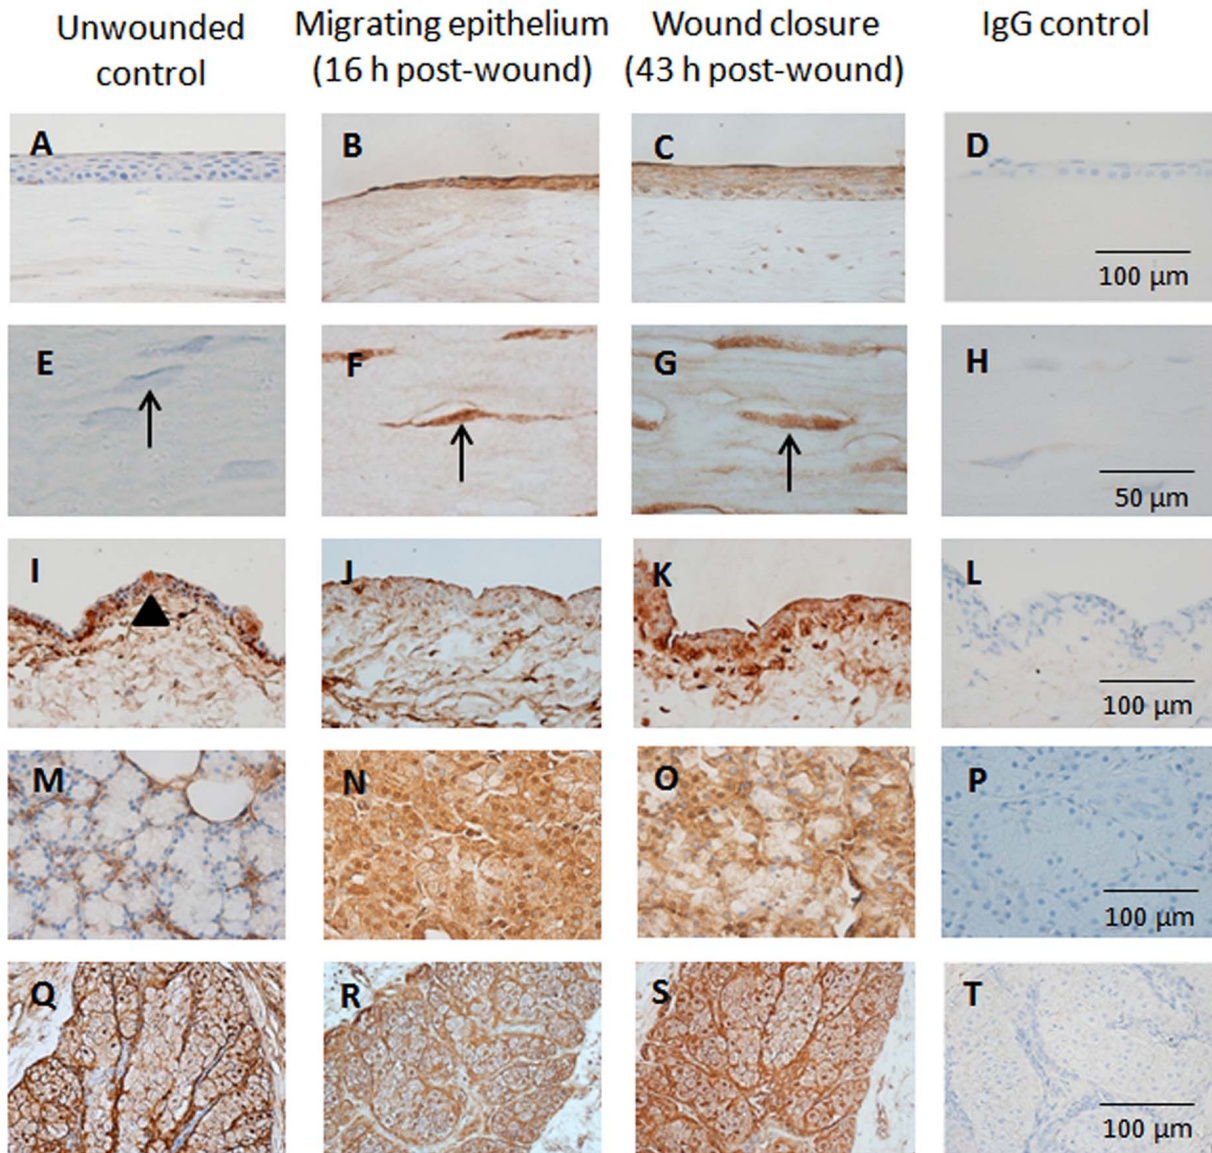 Unwounded control
Migrating epithelium (16 h post-wound)
Wound closure (43 h post-wound)
IgG control
A
B
C
D
100 µm
E
F
G
H
50 µm
I
J
K
L
100 µm
M
N
O
P
100 µm
Q
R
S
T
100 µm